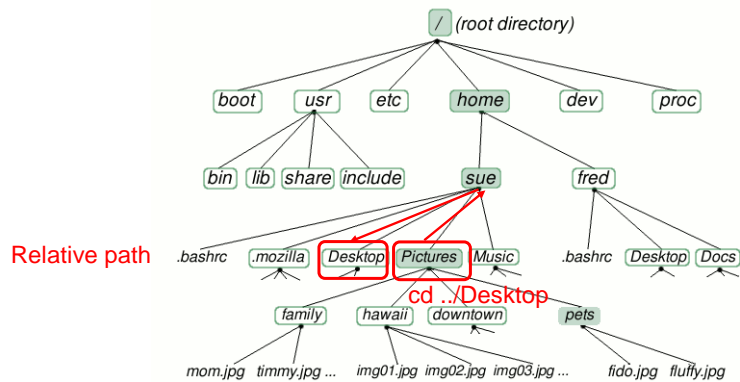 / (root directory)
boot usr etc home dev proc
bin lib share include sue fred
Relative path .bashrc .mozilla Desktop Pictures Music .bashrc Desktop Docs
cd ../Desktop
family hawaii downtown pets
mom.jpg timmy.jpg ... img01.jpg img02.jpg img03.jpg ... fido.jpg fluffy.jpg